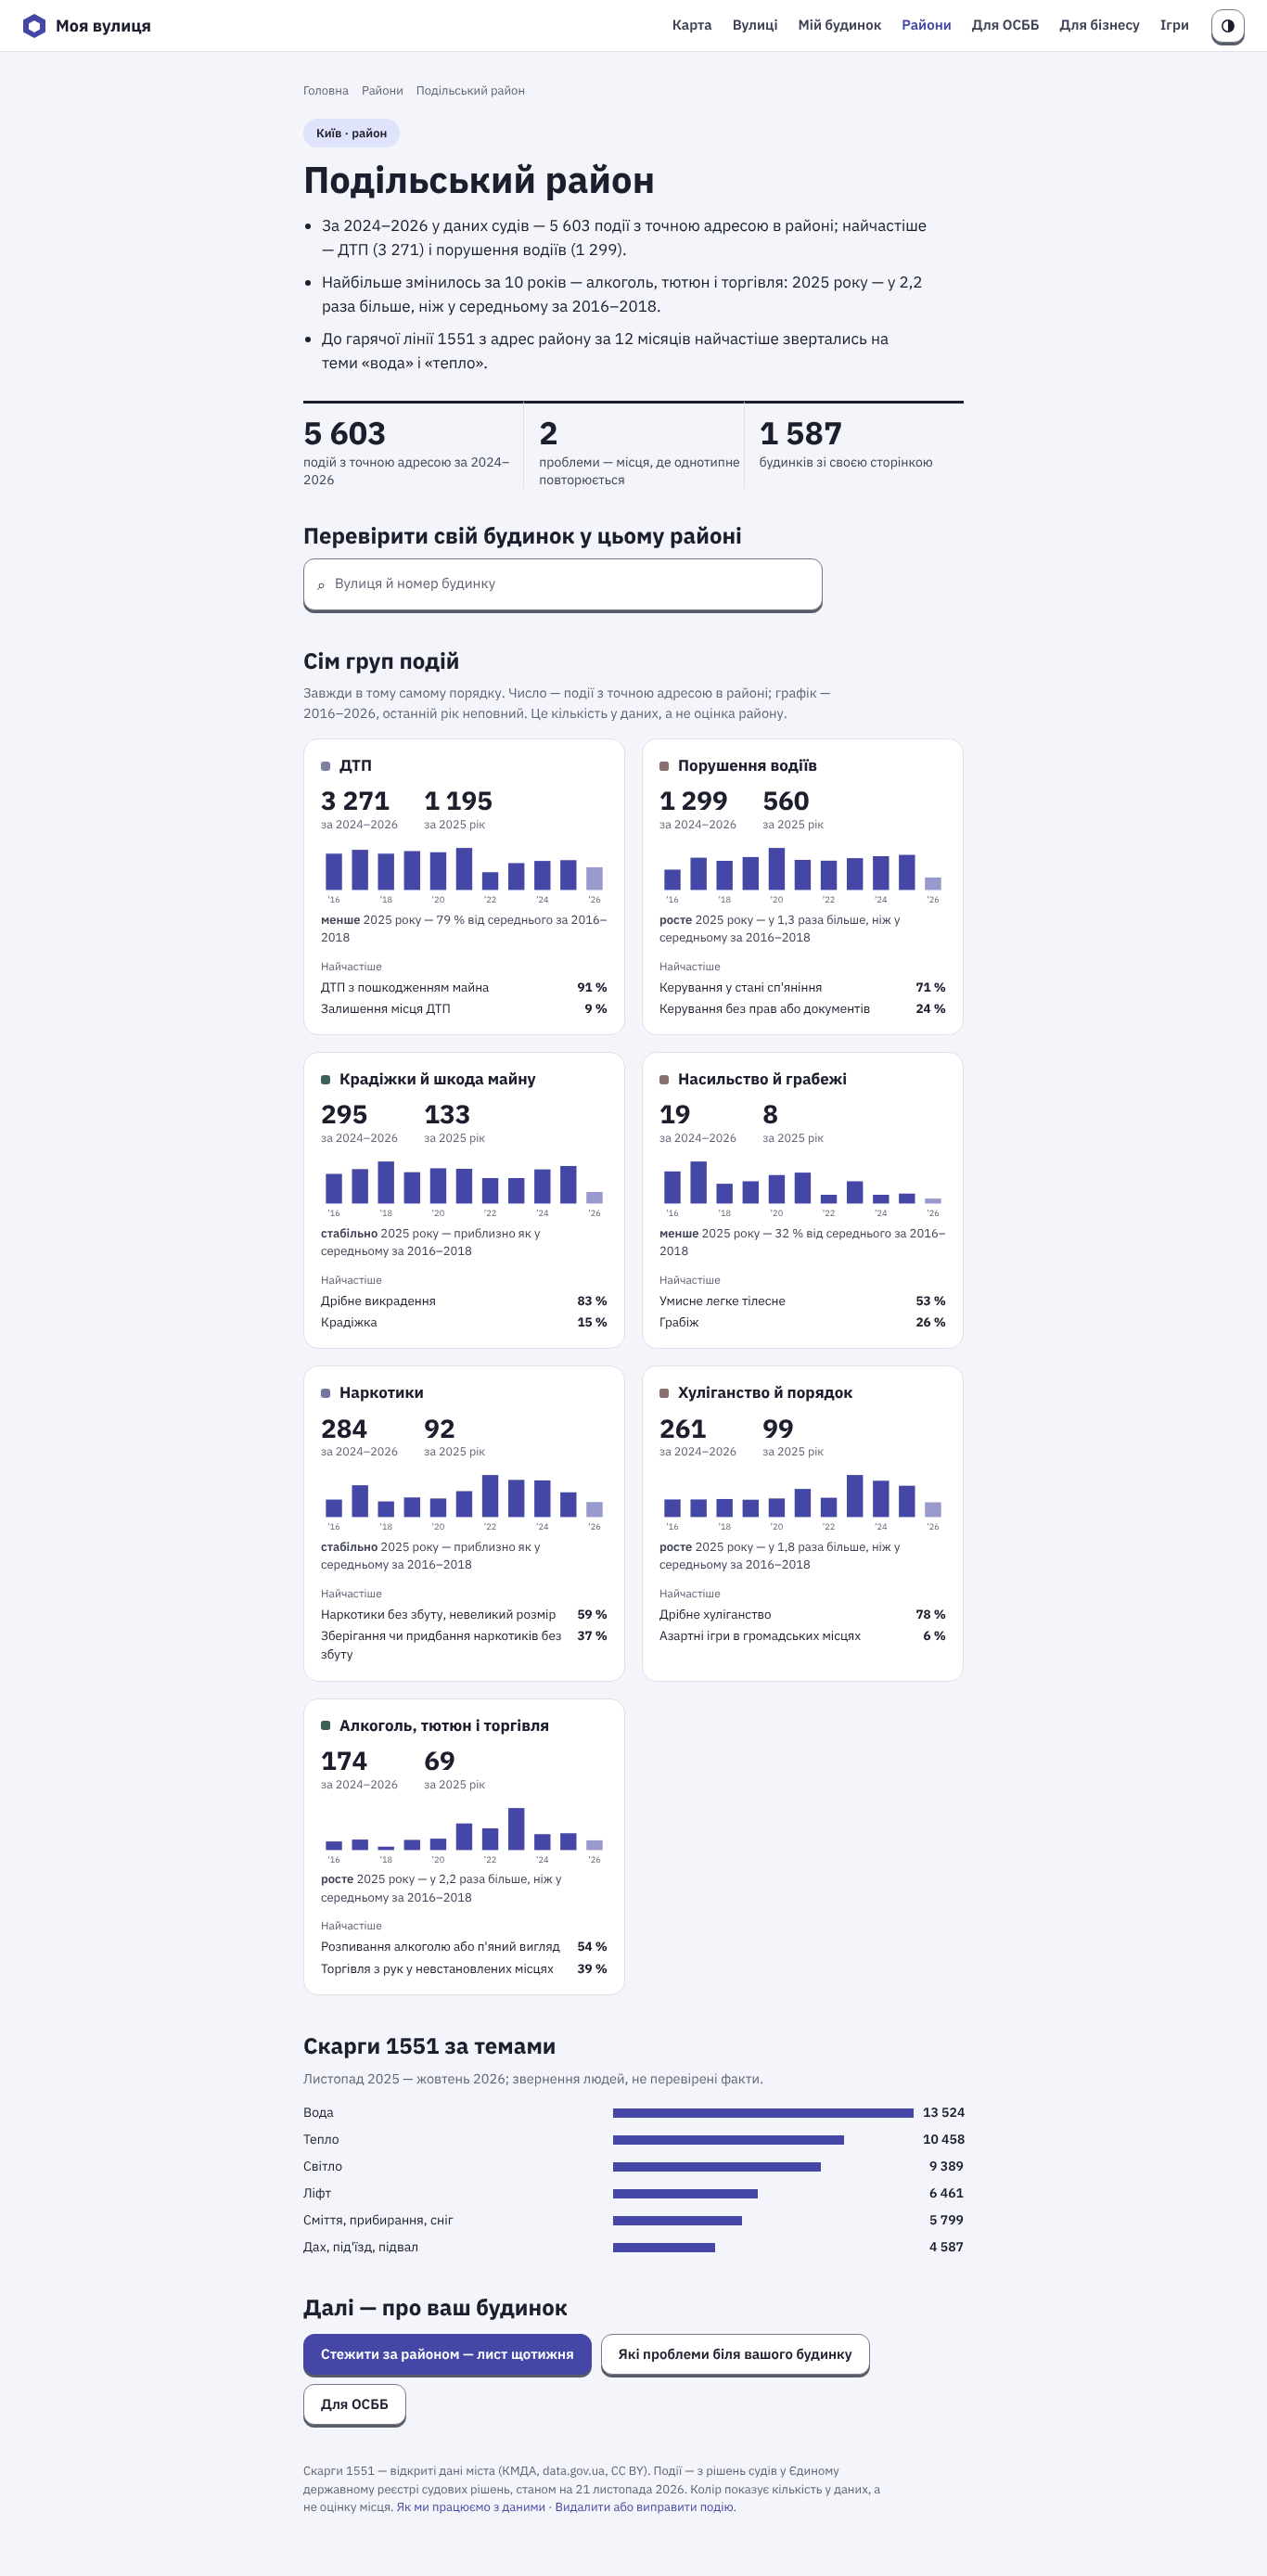 Моя вулиця
Карта Вулиці Мій будинок Райони Для ОСББ Для бізнесу Ігри
Головна Райони Подільський район
Київ · район
Подільський район
• За 2024–2026 у даних судів — 5 603 події з точною адресою в районі; найчастіше
— ДТП (3 271) і порушення водіїв (1 299).
• Найбільше змінилось за 10 років — алкоголь, тютюн і торгівля: 2025 року — у 2,2
раза більше, ніж у середньому за 2016–2018.
• До гарячої лінії 1551 з адрес району за 12 місяців найчастіше звертались на
теми «вода» і «тепло».
5 603
подій з точною адресою за 2024–
2026
2
проблеми — місця, де однотипне
повторюється
1 587
будинків зі своєю сторінкою
Перевірити свій будинок у цьому районі
Вулиця й номер будинку
Сім груп подій
Завжди в тому самому порядку. Число — події з точною адресою в районі; графік —
2016–2026, останній рік неповний. Це кількість у даних, а не оцінка району.
ДТП
3 271 1 195
за 2024–2026 за 2025 рік
'16 '18 '20 '22 '24 '26
менше 2025 року — 79 % від середнього за 2016–
2018
Найчастіше
ДТП з пошкодженням майна 91 %
Залишення місця ДТП 9 %
Порушення водіїв
1 299 560
за 2024–2026 за 2025 рік
'16 '18 '20 '22 '24 '26
росте 2025 року — у 1,3 раза більше, ніж у
середньому за 2016–2018
Найчастіше
Керування у стані сп'яніння 71 %
Керування без прав або документів 24 %
Крадіжки й шкода майну
295 133
за 2024–2026 за 2025 рік
'16 '18 '20 '22 '24 '26
стабільно 2025 року — приблизно як у
середньому за 2016–2018
Найчастіше
Дрібне викрадення 83 %
Крадіжка 15 %
Насильство й грабежі
19 8
за 2024–2026 за 2025 рік
'16 '18 '20 '22 '24 '26
менше 2025 року — 32 % від середнього за 2016–
2018
Найчастіше
Умисне легке тілесне 53 %
Грабіж 26 %
Наркотики
284 92
за 2024–2026 за 2025 рік
'16 '18 '20 '22 '24 '26
стабільно 2025 року — приблизно як у
середньому за 2016–2018
Найчастіше
Наркотики без збуту, невеликий розмір 59 %
Зберігання чи придбання наркотиків без 37 %
збуту
Хуліганство й порядок
261 99
за 2024–2026 за 2025 рік
'16 '18 '20 '22 '24 '26
росте 2025 року — у 1,8 раза більше, ніж у
середньому за 2016–2018
Найчастіше
Дрібне хуліганство 78 %
Азартні ігри в громадських місцях 6 %
Алкоголь, тютюн і торгівля
174 69
за 2024–2026 за 2025 рік
'16 '18 '20 '22 '24 '26
росте 2025 року — у 2,2 раза більше, ніж у
середньому за 2016–2018
Найчастіше
Розпивання алкоголю або п'яний вигляд 54 %
Торгівля з рук у невстановлених місцях 39 %
Скарги 1551 за темами
Листопад 2025 — жовтень 2026; звернення людей, не перевірені факти.
Вода 13 524
Тепло 10 458
Світло 9 389
Ліфт 6 461
Сміття, прибирання, сніг 5 799
Дах, під'їзд, підвал 4 587
Далі — про ваш будинок
Стежити за районом — лист щотижня
Які проблеми біля вашого будинку
Для ОСББ
Скарги 1551 — відкриті дані міста (КМДА, data.gov.ua, CC BY). Події — з рішень судів у Єдиному
державному реєстрі судових рішень, станом на 21 листопада 2026. Колір показує кількість у даних, а
не оцінку місця. Як ми працюємо з даними · Видалити або виправити подію.